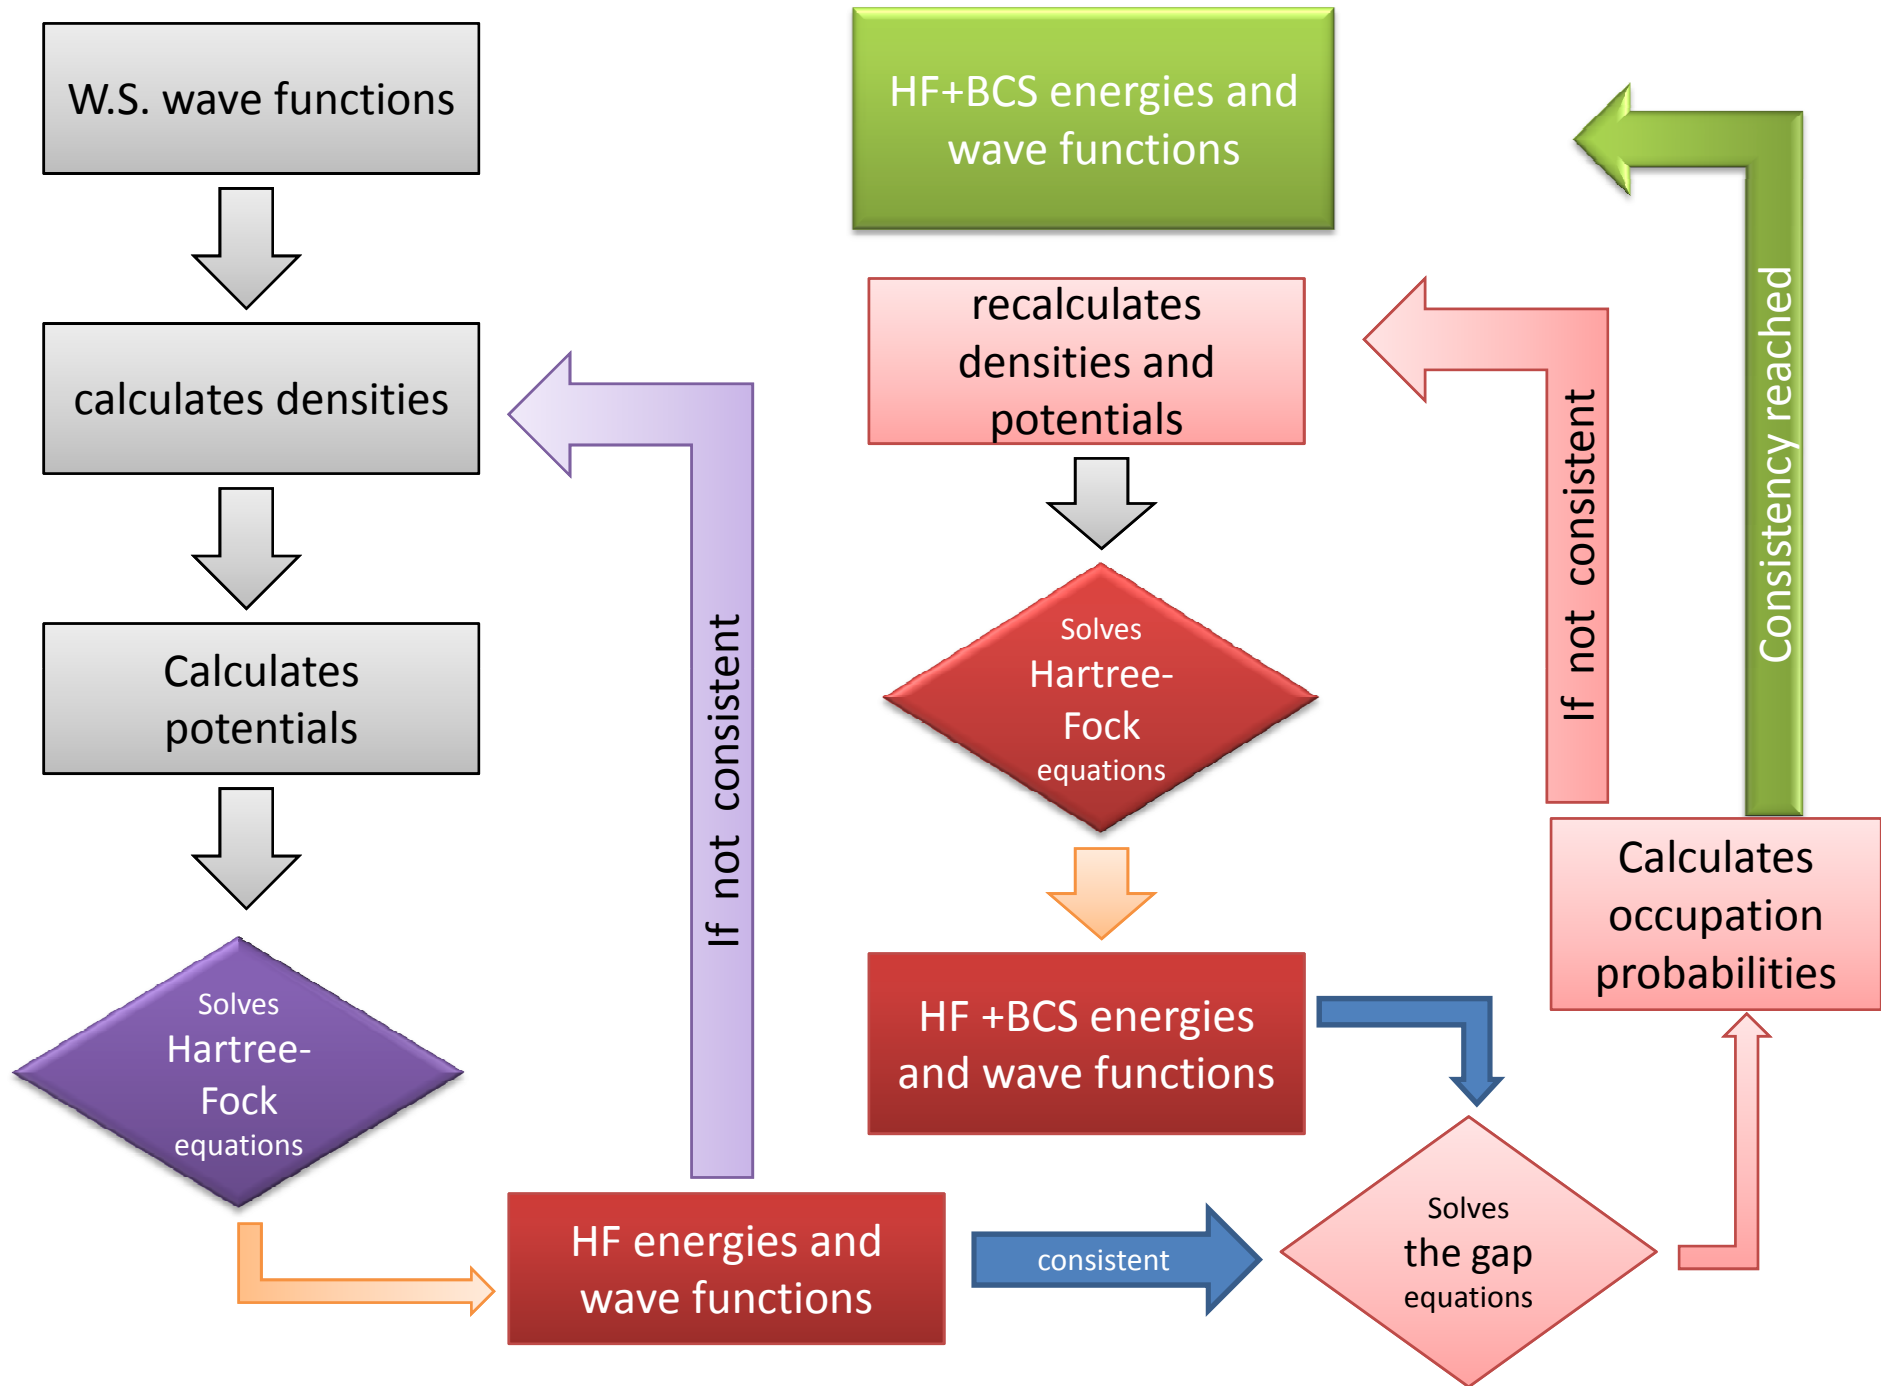 W.S. wave functions
calculates densities
Calculates
potentials
Solves
Hartree-
Fock
equations
If not consistent
HF energies and
wave functions
consistent
HF+BCS energies and
wave functions
recalculates
densities and
potentials
Solves
Hartree-
Fock
equations
HF +BCS energies
and wave functions
Solves
the gap
equations
Calculates
occupation
probabilities
If not consistent
Consistency reached